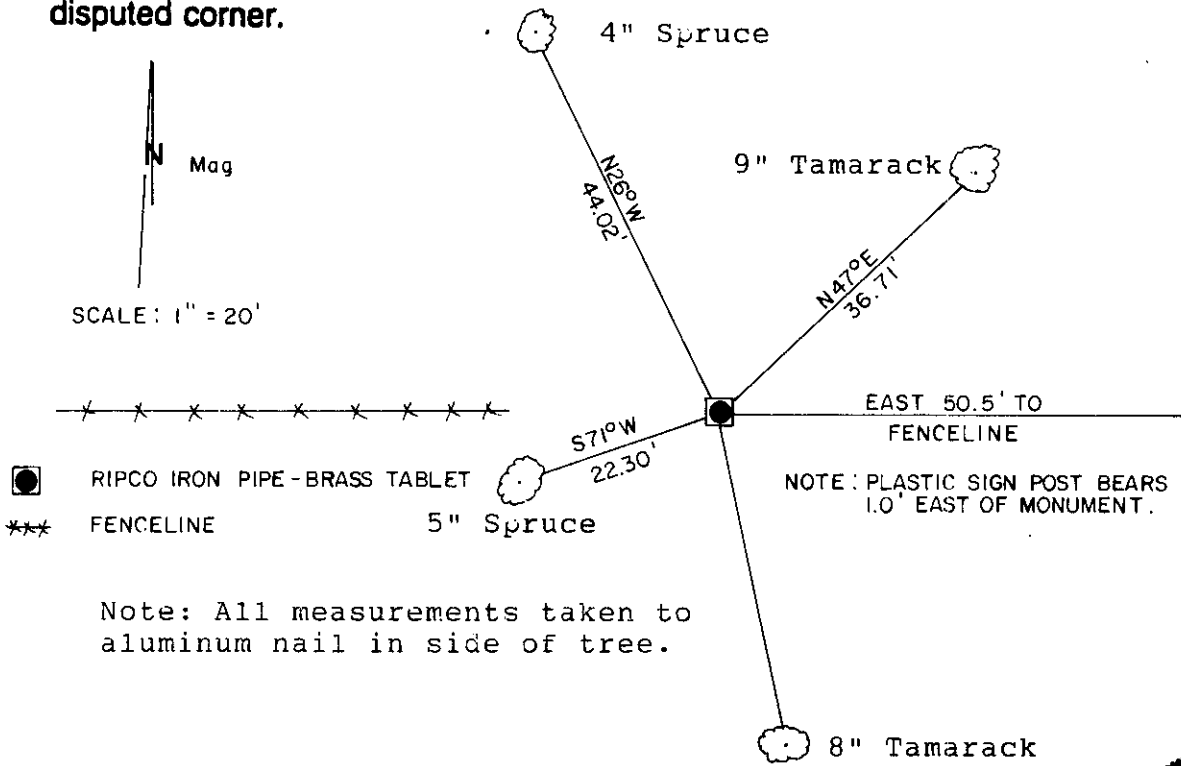 disputed corner.
4" Spruce
N Mag
9" Tamarack
N26°W
44.02'
N47°E
36.71'
SCALE: 1" = 20'
EAST 50.5' TO
FENCELINE
S71°W
22.30'
RIPCO IRON PIPE-BRASS TABLET
NOTE: PLASTIC SIGN POST BEARS
1.0' EAST OF MONUMENT.
FENCELINE
5" Spruce
Note: All measurements taken to
aluminum nail in side of tree.
8" Tamarack